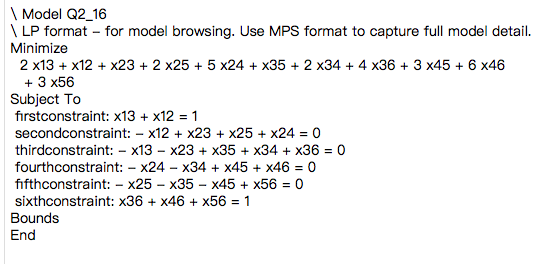 \ Model Q2_16
\ LP format – for model browsing. Use MPS format to capture full model detail.
Minimize
2 x13 + x12 + x23 + 2 x25 + 5 x24 + x35 + 2 x34 + 4 x36 + 3 x45 + 6 x46
+ 3 x56
Subject To
firstconstraint: x13 + x12 = 1
secondconstraint: – x12 + x23 + x25 + x24 = 0
thirdconstraint: – x13 – x23 + x35 + x34 + x36 = 0
fourthconstraint: – x24 – x34 + x45 + x46 = 0
fifthconstraint: – x25 – x35 – x45 + x56 = 0
sixthconstraint: x36 + x46 + x56 = 1
Bounds
End